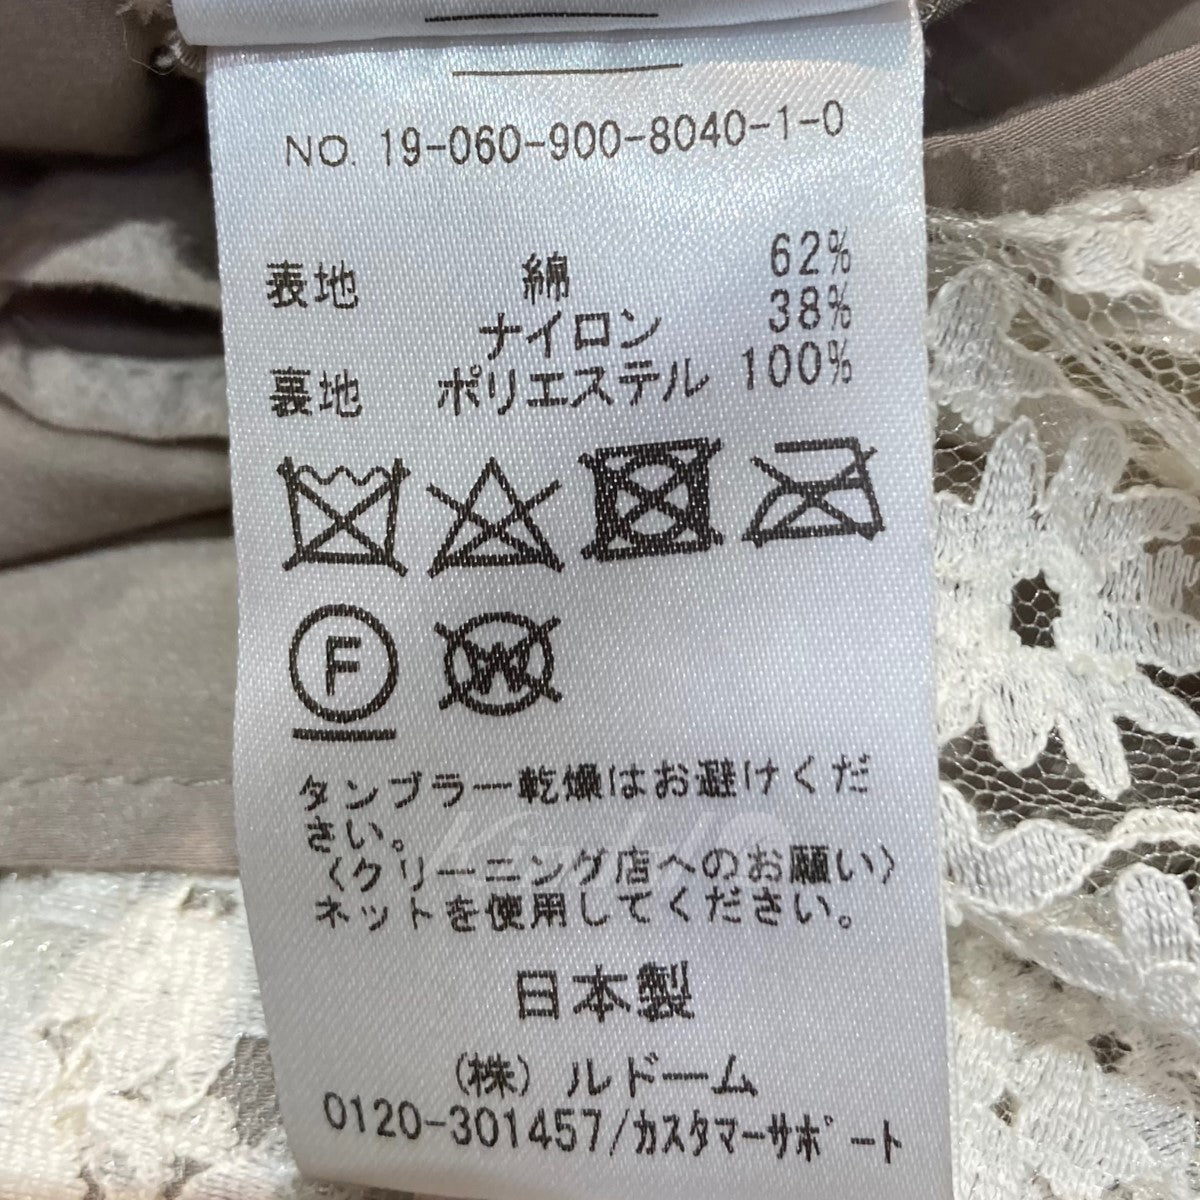 NO. 19-060-900-8040-1-0
表地 綿 62%
ナイロン 38%
裏地 ポリエステル 100%
F
W
タンブラー乾燥はお避けくだ
さい。
〈クリーニング店へのお願い〉
ネットを使用してください。
日本製
(株) ルドーム
0120-301457/カスタマーサポート